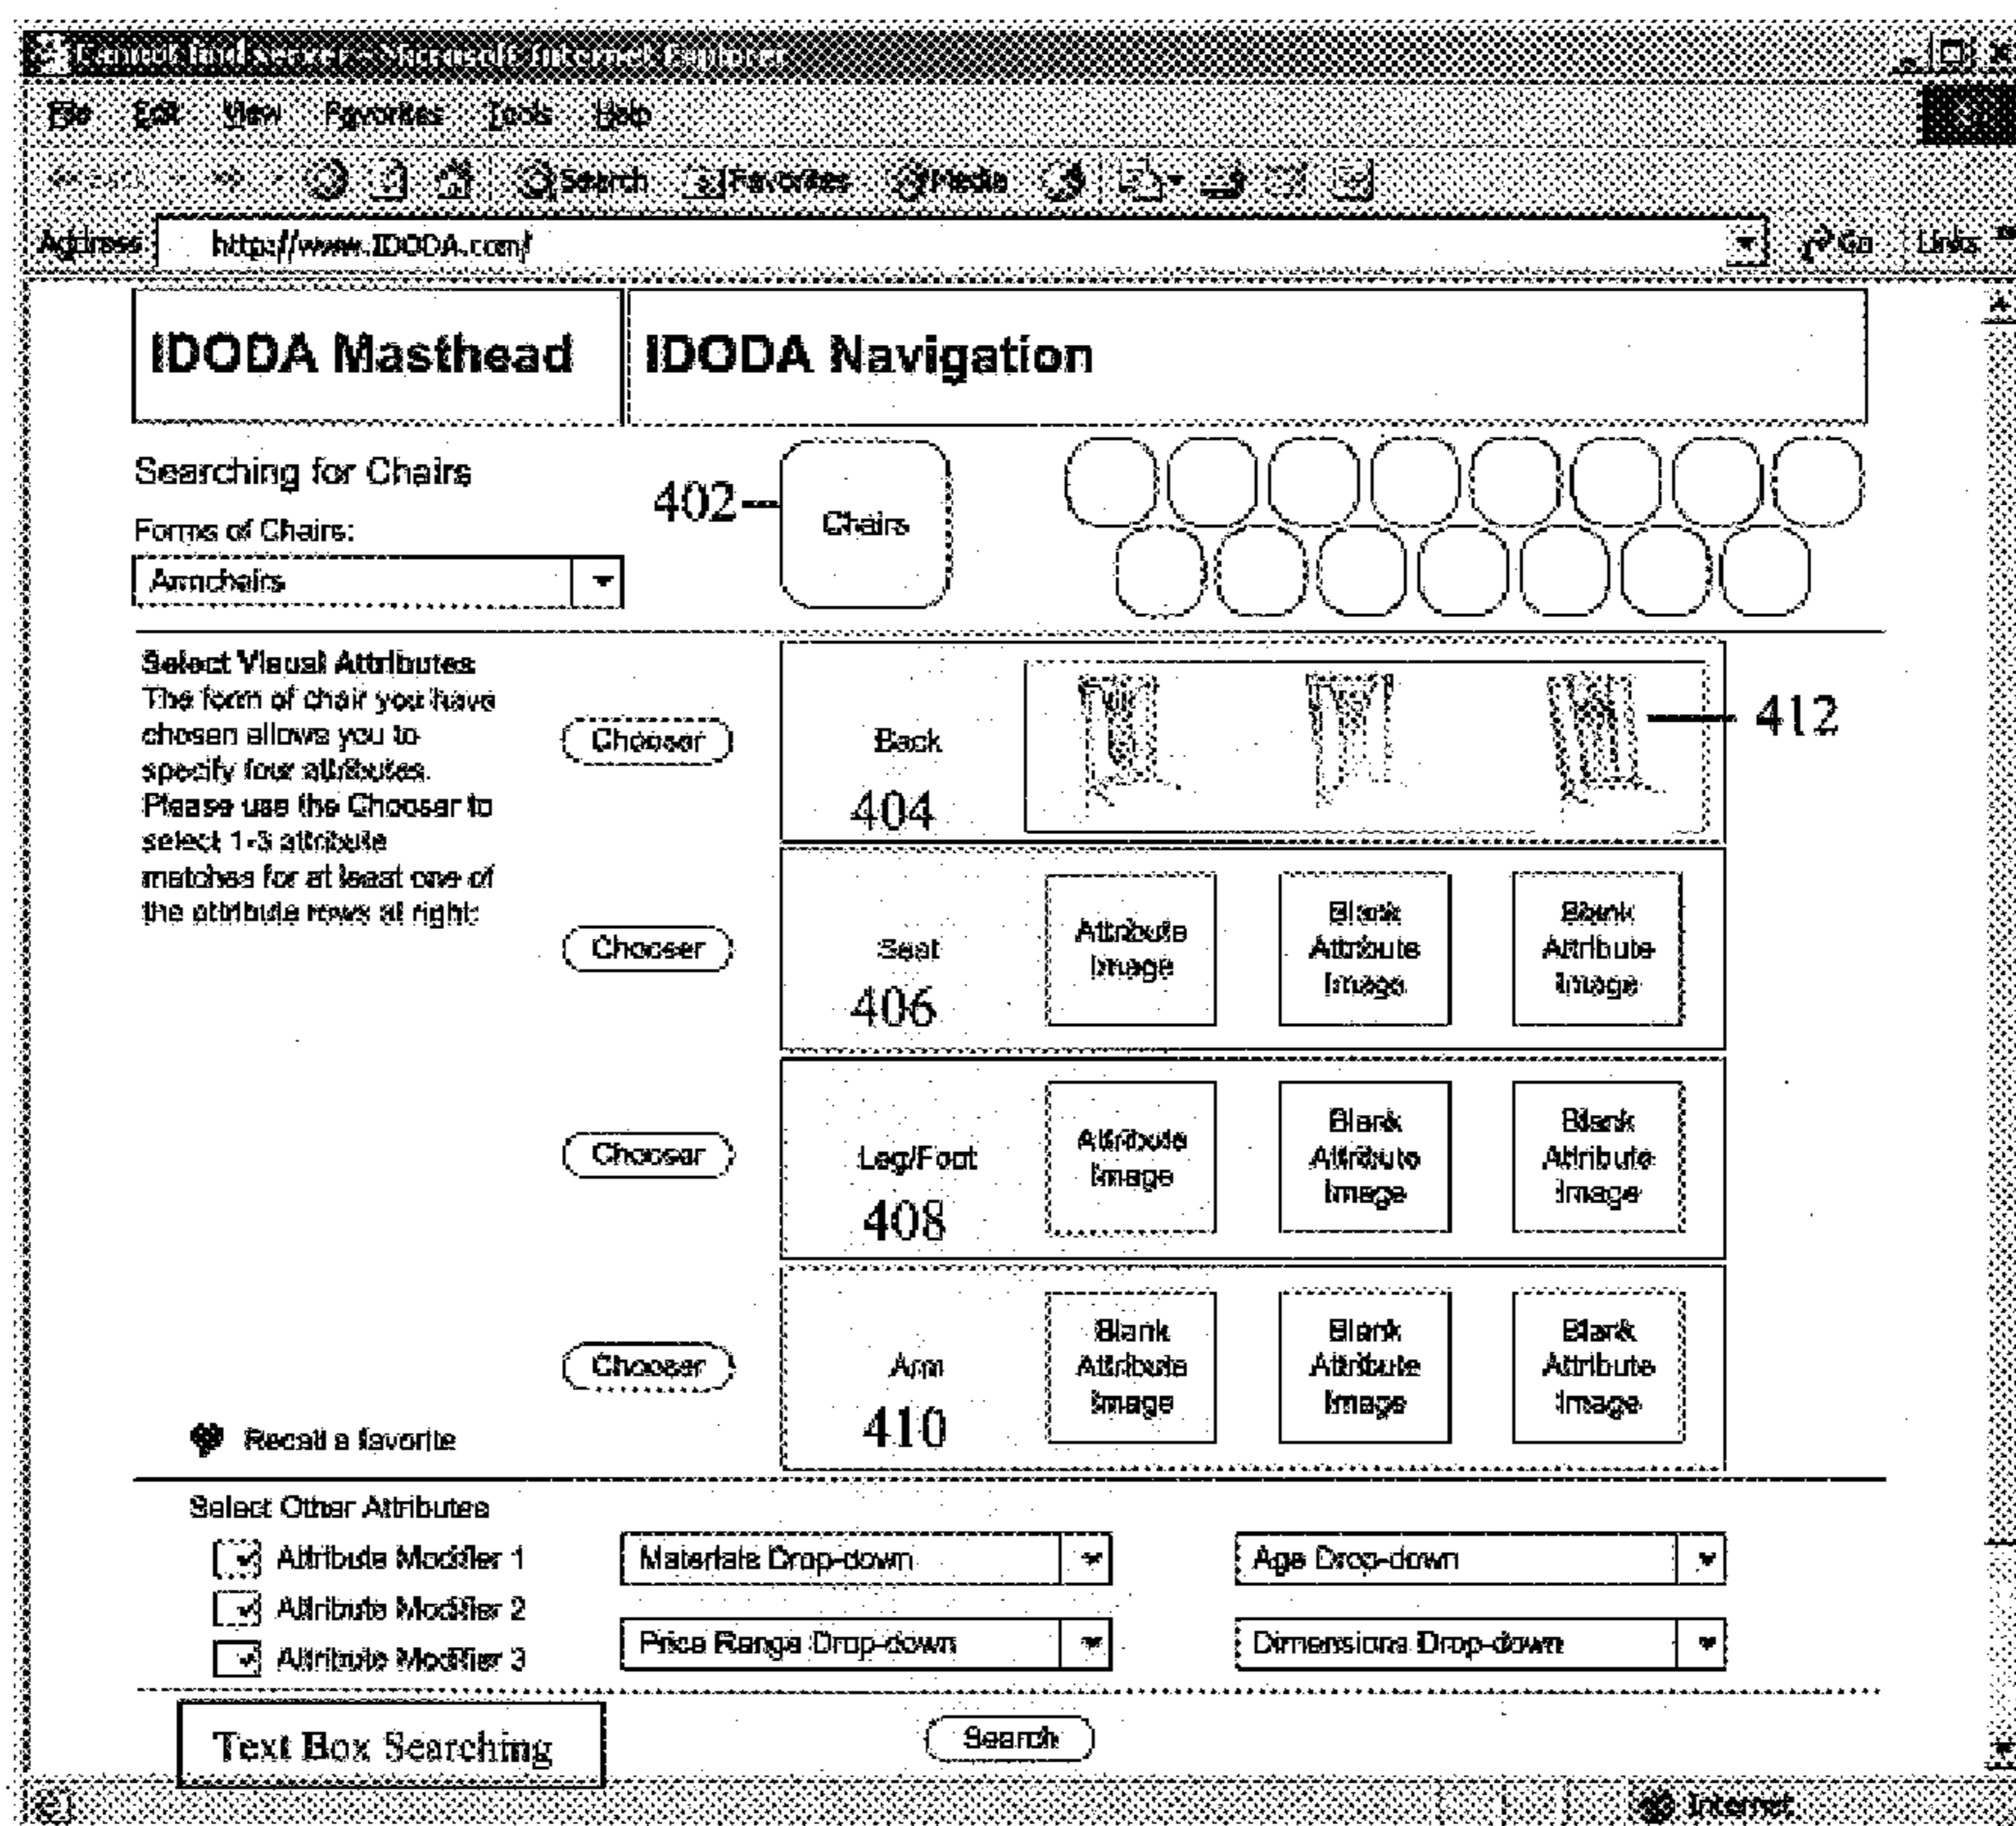 Cannot find server - Microsoft Internet Explorer
File Edit View Favorites Tools Help
Search Favorites Media
Address http://www.IDODA.com/ Go Links »
IDODA Masthead IDODA Navigation
Searching for Chairs
Forms of Chairs:
Armchairs
402
Chairs
Select Visual Attributes
The form of chair you have
chosen allows you to
specify four attributes.
Please use the Chooser to
select 1-3 attribute
matches for at least one of
the attribute rows at right:
Chooser
Back
404
412
Chooser
Seat
406
Attribute
Image
Blank
Attribute
Image
Blank
Attribute
Image
Chooser
Leg/Foot
408
Attribute
Image
Blank
Attribute
Image
Blank
Attribute
Image
Chooser
Arm
410
Blank
Attribute
Image
Blank
Attribute
Image
Blank
Attribute
Image
Recall a favorite
Select Other Attributes
Attribute Modifier 1
Attribute Modifier 2
Attribute Modifier 3
Materials Drop-down
Age Drop-down
Price Range Drop-down
Dimensions Drop-down
Text Box Searching
Search
Internet